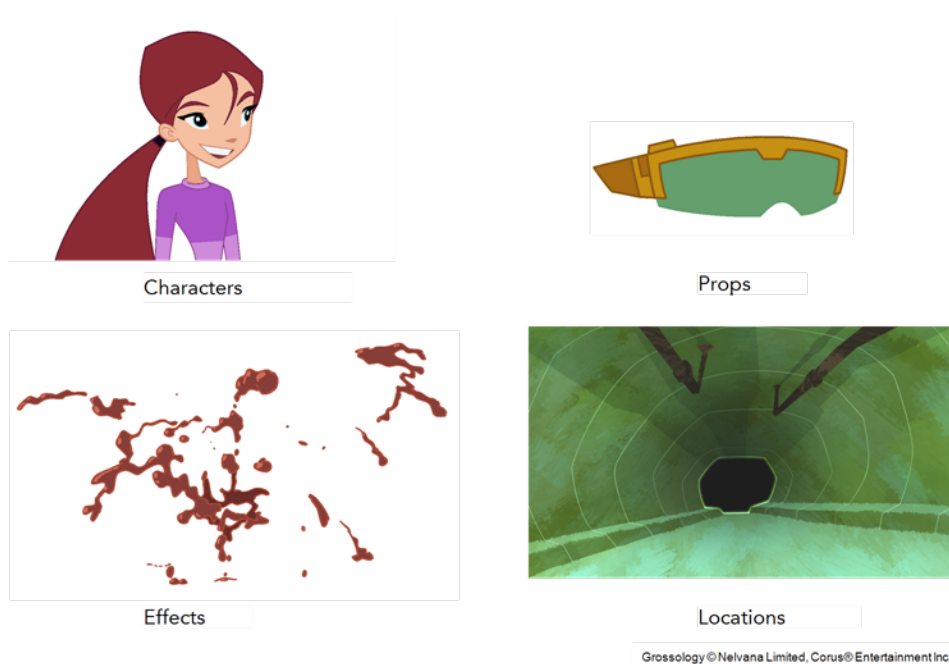 Characters
Props
Effects
Locations
Grossology © Nelvana Limited, Corus® Entertainment Inc